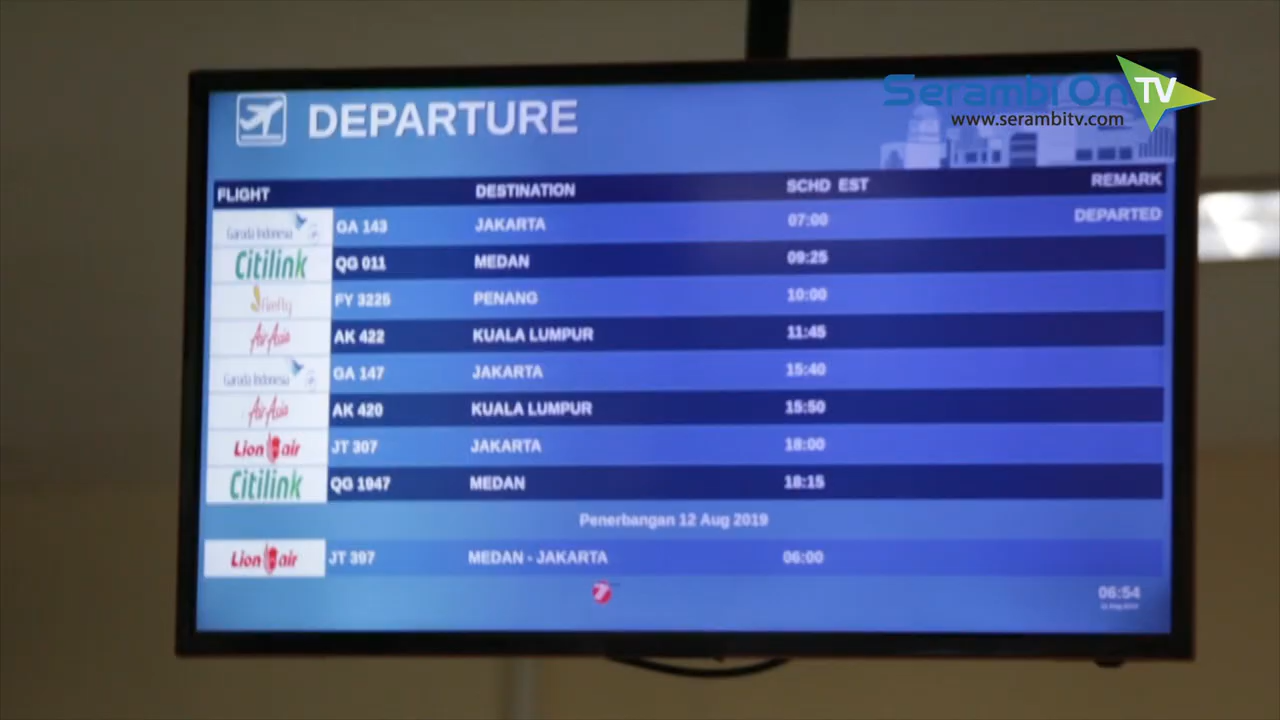 Serambi On TV
www.serambitv.com
DEPARTURE
FLIGHT DESTINATION SCHD EST REMARK
Garuda Indonesia GA 143 JAKARTA 07:00 DEPARTED
Citilink QG 011 MEDAN 09:25
firefly FY 3225 PENANG 10:00
AirAsia AK 422 KUALA LUMPUR 11:45
Garuda Indonesia GA 147 JAKARTA 15:40
AirAsia AK 420 KUALA LUMPUR 15:50
Lion air JT 307 JAKARTA 18:00
Citilink QG 1947 MEDAN 18:15
Penerbangan 12 Aug 2019
Lion air JT 397 MEDAN - JAKARTA 06:00
06:54